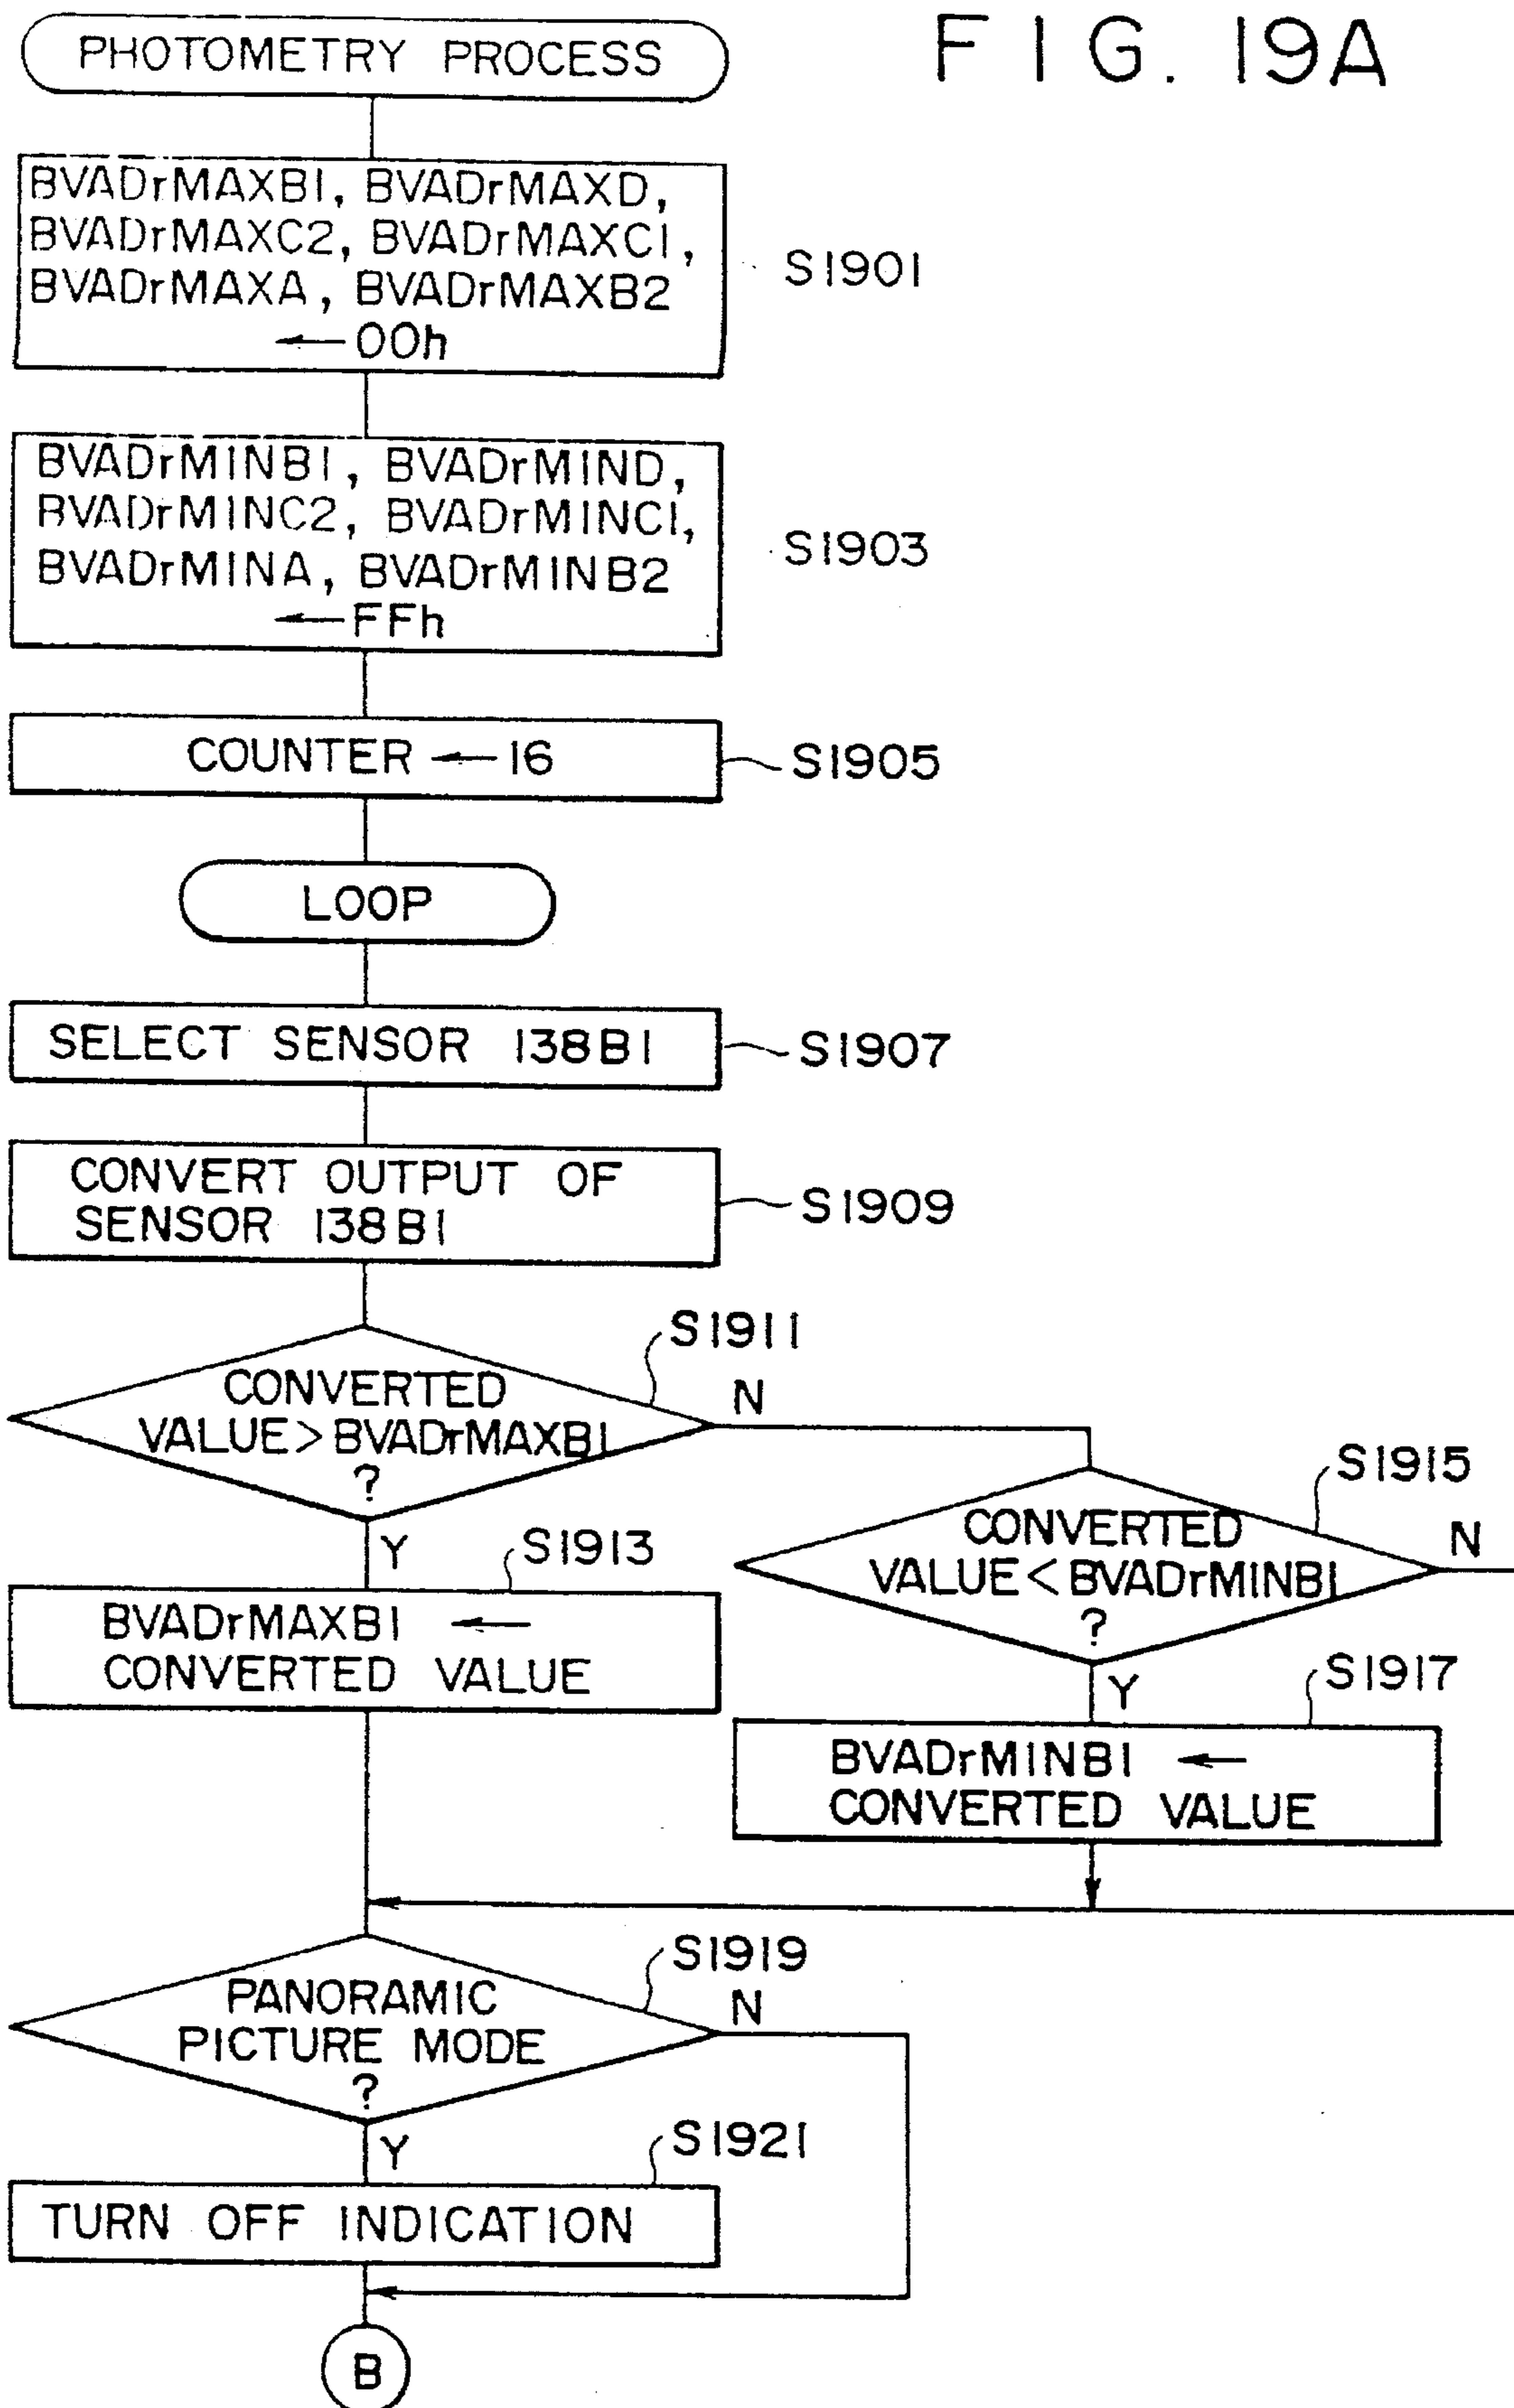 FIG. 19A
PHOTOMETRY PROCESS
BVADrMAXB1, BVADrMAXD,
BVADrMAXC2, BVADrMAXC1,
BVADrMAXA, BVADrMAXB2
←00h
S1901
BVADrMINB1, BVADrMIND,
BVADrMINC2, BVADrMINC1,
BVADrMINA, BVADrMINB2
←FFh
S1903
COUNTER ← 16
S1905
LOOP
SELECT SENSOR 138B1
S1907
CONVERT OUTPUT OF
SENSOR 138B1
S1909
S1911
CONVERTED
VALUE > BVADrMAXB1
?
N
Y
S1913
BVADrMAXB1 ←
CONVERTED VALUE
S1915
CONVERTED
VALUE < BVADrMINB1
?
N
Y
S1917
BVADrMINB1 ←
CONVERTED VALUE
S1919
PANORAMIC
PICTURE MODE
?
N
Y
S1921
TURN OFF INDICATION
B